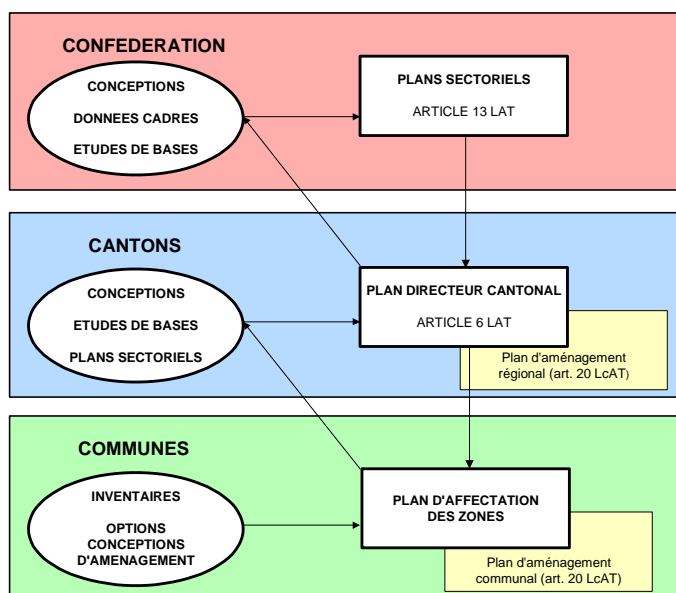 CONFEDERATION
CONCEPTIONS
DONNEES CADRES
ETUDES DE BASES
PLANS SECTORIELS
ARTICLE 13 LAT
CANTONS
CONCEPTIONS
ETUDES DE BASES
PLANS SECTORIELS
PLAN DIRECTEUR CANTONAL
ARTICLE 6 LAT
Plan d'aménagement
régional (art. 20 LcAT)
COMMUNES
INVENTAIRES
OPTIONS
CONCEPTIONS
D'AMENAGEMENT
PLAN D'AFFECTATION
DES ZONES
Plan d'aménagement
communal (art. 20 LcAT)